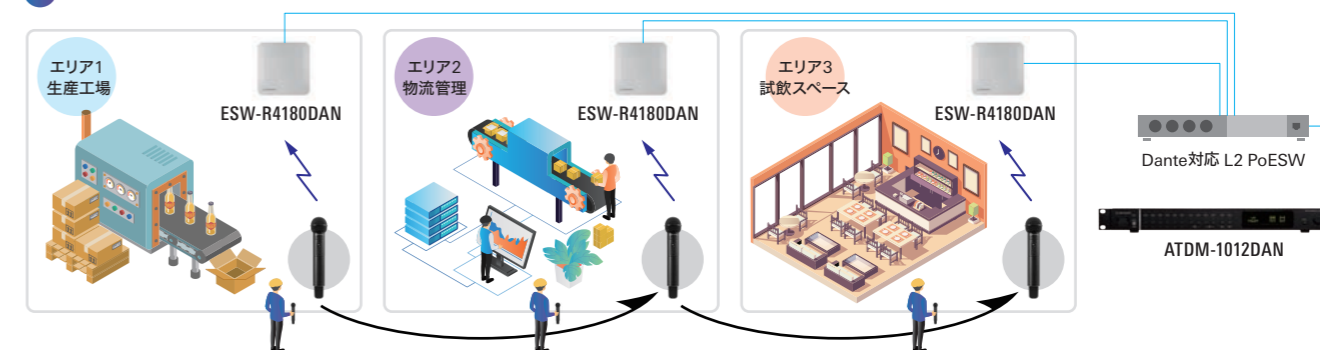 エリア1
生産工場
ESW-R4180DAN
エリア2
物流管理
ESW-R4180DAN
エリア3
試飲スペース
ESW-R4180DAN
Dante対応 L2 PoESW
ATDM-1012DAN